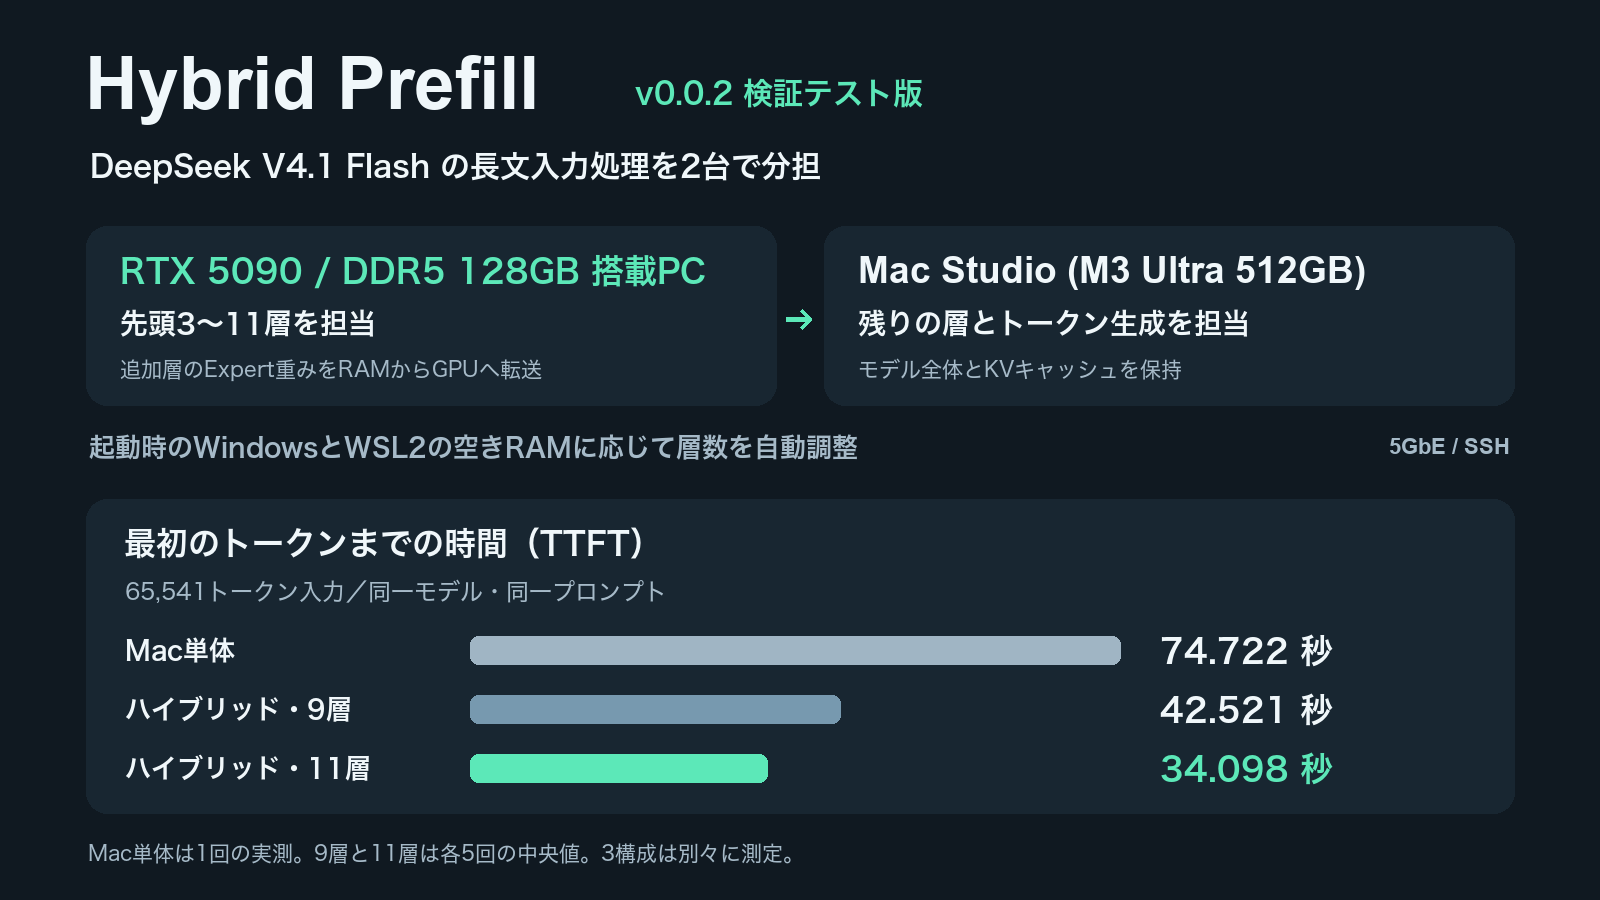 Hybrid Prefill
v0.0.2 検証テスト版
DeepSeek V4.1 Flash の長文入力処理を2台で分担
RTX 5090 / DDR5 128GB 搭載PC
先頭3〜11層を担当
追加層のExpert重みをRAMからGPUへ転送
→
Mac Studio (M3 Ultra 512GB)
残りの層とトークン生成を担当
モデル全体とKVキャッシュを保持
起動時のWindowsとWSL2の空きRAMに応じて層数を自動調整
5GbE / SSH
最初のトークンまでの時間（TTFT）
65,541トークン入力／同一モデル・同一プロンプト
Mac単体 74.722 秒
ハイブリッド・9層 42.521 秒
ハイブリッド・11層 34.098 秒
Mac単体は1回の実測。9層と11層は各5回の中央値。3構成は別々に測定。